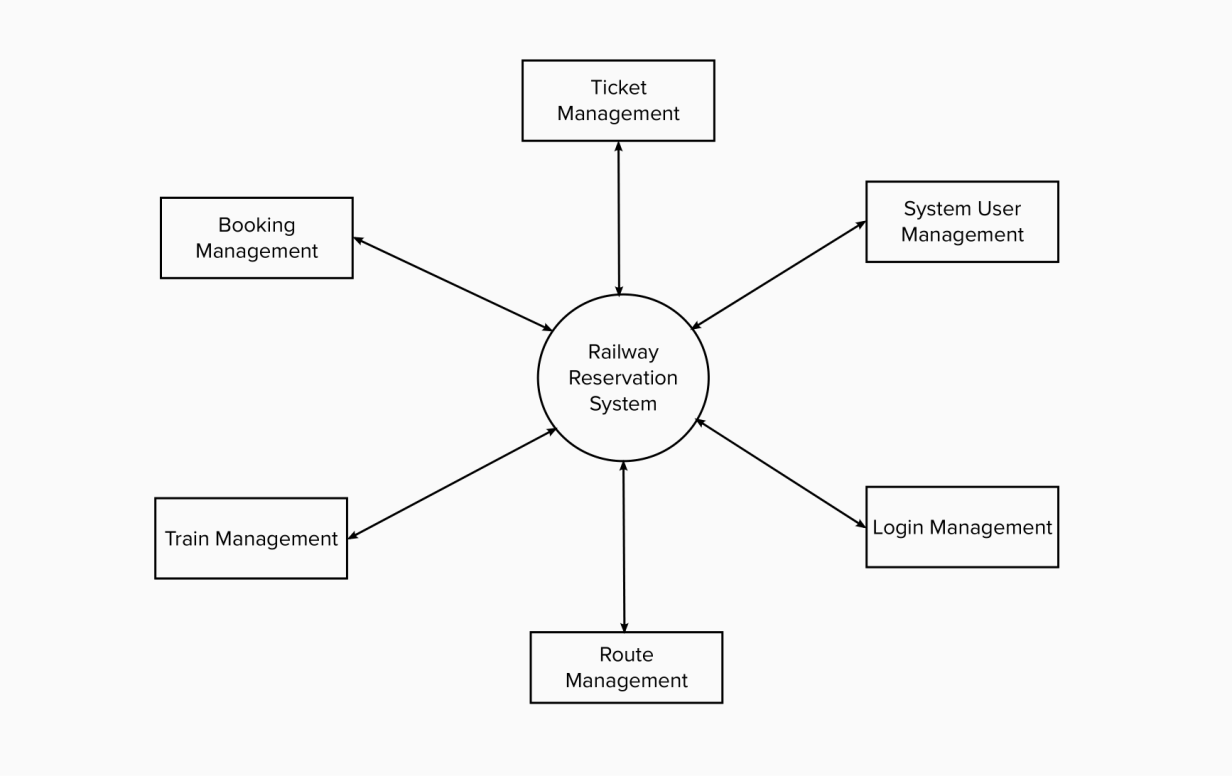 Ticket
Management
System User
Management
Booking
Management
Railway
Reservation
System
Train Management
Login Management
Route
Management